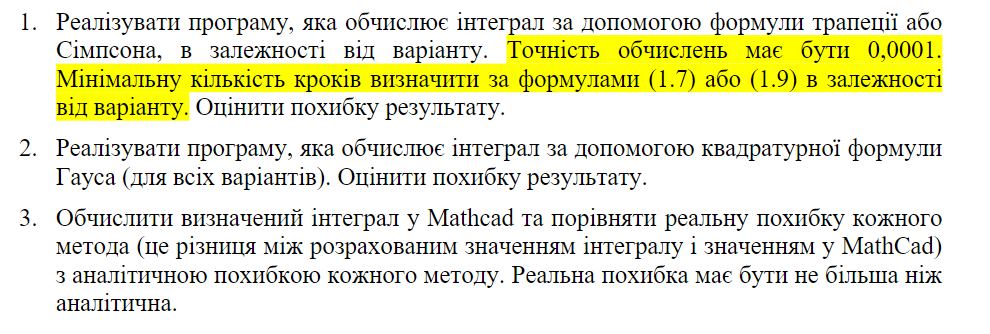 1. Реалізувати програму, яка обчислює інтеграл за допомогою формули трапеції або
Сімпсона, в залежності від варіанту. Точність обчислень має бути 0,0001.
Мінімальну кількість кроків визначити за формулами (1.7) або (1.9) в залежності
від варіанту. Оцінити похибку результату.
2. Реалізувати програму, яка обчислює інтеграл за допомогою квадратурної формули
Гауса (для всіх варіантів). Оцінити похибку результату.
3. Обчислити визначений інтеграл у Mathcad та порівняти реальну похибку кожного
метода (це різниця між розрахованим значенням інтегралу і значенням у MathCad)
з аналітичною похибкою кожного методу. Реальна похибка має бути не більша ніж
аналітична.